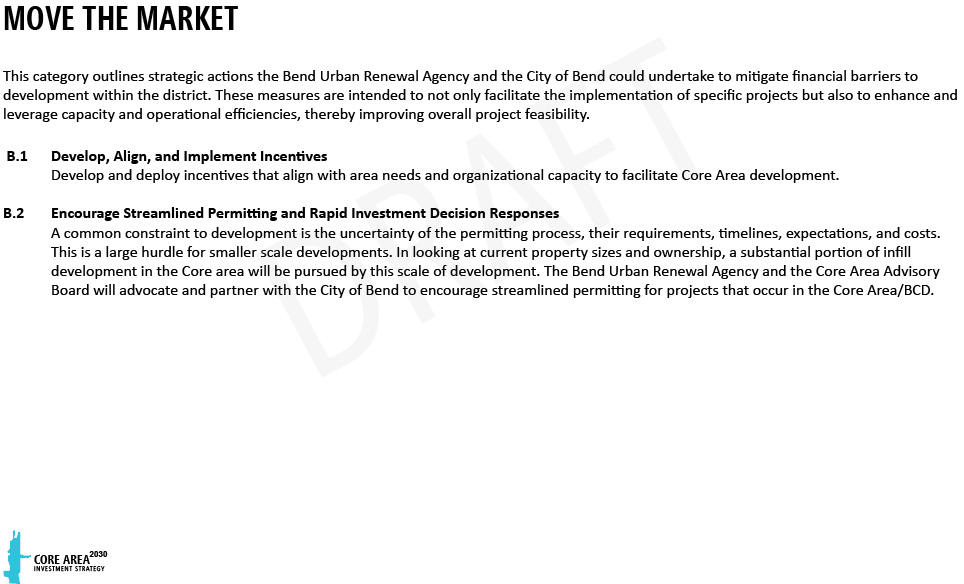 MOVE THE MARKET
This category outlines strategic actions the Bend Urban Renewal Agency and the City of Bend could undertake to mitigate financial barriers to
development within the district. These measures are intended to not only facilitate the implementation of specific projects but also to enhance and
leverage capacity and operational efficiencies, thereby improving overall project feasibility.
B.1 Develop, Align, and Implement Incentives
Develop and deploy incentives that align with area needs and organizational capacity to facilitate Core Area development.
B.2 Encourage Streamlined Permitting and Rapid Investment Decision Responses
A common constraint to development is the uncertainty of the permitting process, their requirements, timelines, expectations, and costs.
This is a large hurdle for smaller scale developments. In looking at current property sizes and ownership, a substantial portion of infill
development in the Core area will be pursued by this scale of development. The Bend Urban Renewal Agency and the Core Area Advisory
Board will advocate and partner with the City of Bend to encourage streamlined permitting for projects that occur in the Core Area/BCD.
DRAFT
CORE AREA 2030
INVESTMENT STRATEGY